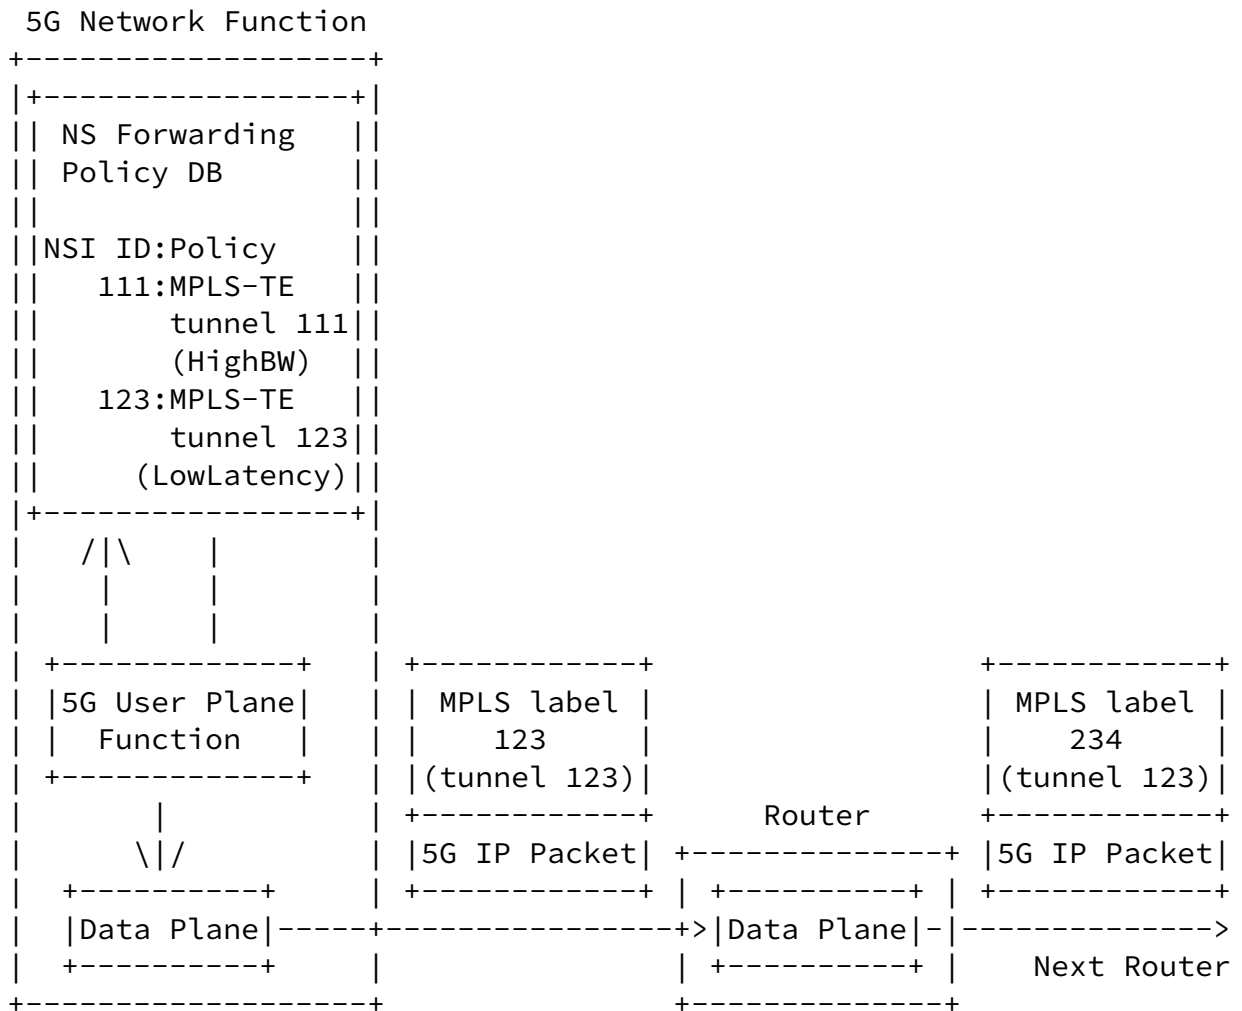 5G Network Function
NS Forwarding
Policy DB
NSI ID:Policy
111:MPLS-TE
tunnel 111
(HighBW)
123:MPLS-TE
tunnel 123
(LowLatency)
5G User Plane
Function
Data Plane
MPLS label
123
(tunnel 123)
5G IP Packet
Router
Data Plane
MPLS label
234
(tunnel 123)
5G IP Packet
Next Router